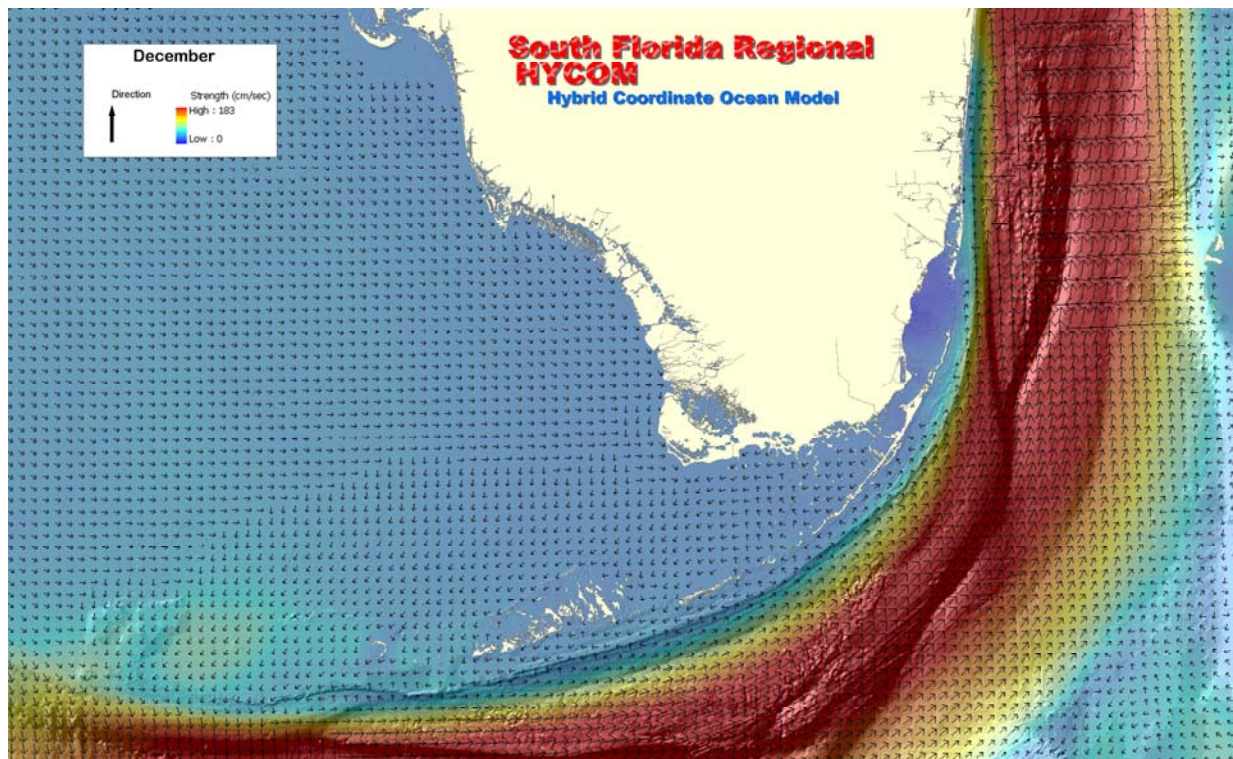 December
Direction
Strength (cm/sec)
High : 183
Low : 0
South Florida Regional
HYCOM
Hybrid Coordinate Ocean Model